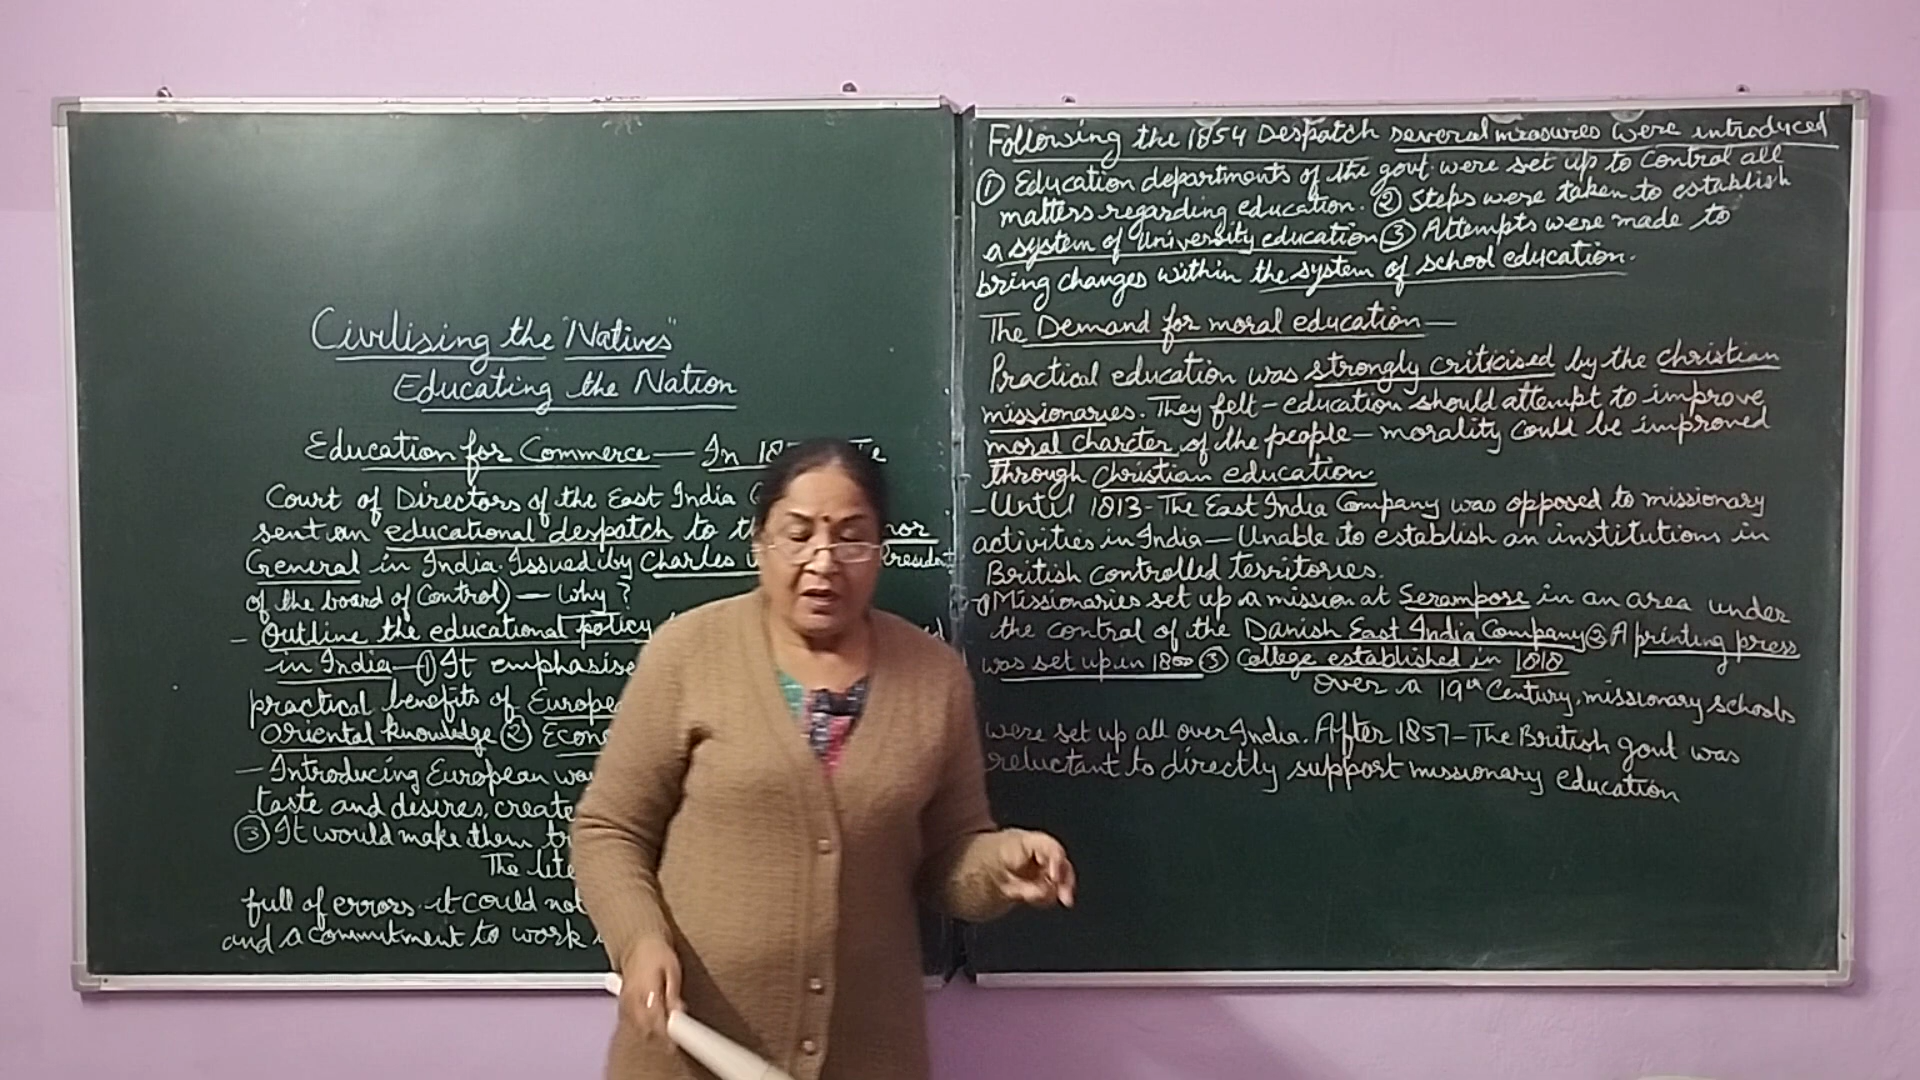 Civilising the "Natives"
Educating the Nation
Education for Commerce — In 18
Court of Directors of the East India
sent an educational despatch to
General in India. Issued by Charles
of the board of Control) — Why?
- Outline the educational policy
in India — ① It emphasise
practical benefits of
Oriental knowledge ②
- Introducing European
taste and desires, create
③ It would make them
The
full of errors. it could not
and a commitment to work
Following the 1854 Despatch several measures were introduced
① Education departments of the govt. were set up to control all
matters regarding education. ② Steps were taken to establish
a system of University education ③ Attempts were made to
bring changes within the system of school education.
The Demand for moral education —
Practical education was strongly criticised by the christian
missionaries. They felt - education should attempt to improve
moral charcter of the people — morality could be improved
through Christian education
- Until 1813 - The East India Company was opposed to missionary
activities in India — Unable to establish an institutions in
British controlled territories.
① Missionaries set up a mission at Serampore in an area under
the control of the Danish East India Company ② A printing press
was set up in 1800 ③ College established in 1818
Over a 19th Century, missionary schools
were set up all over India. After 1857 - The British govt was
reluctant to directly support missionary education